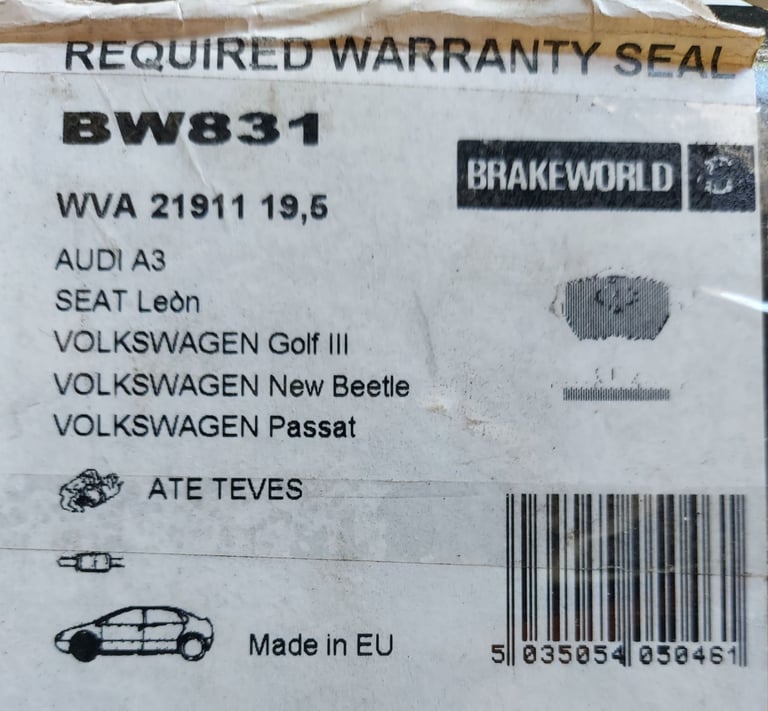 REQUIRED WARRANTY SEAL
BW831
BRAKEWORLD
WVA 21911 19,5
AUDI A3
SEAT Leòn
VOLKSWAGEN Golf III
VOLKSWAGEN New Beetle
VOLKSWAGEN Passat
ATE TEVES
Made in EU
5 035054 050461